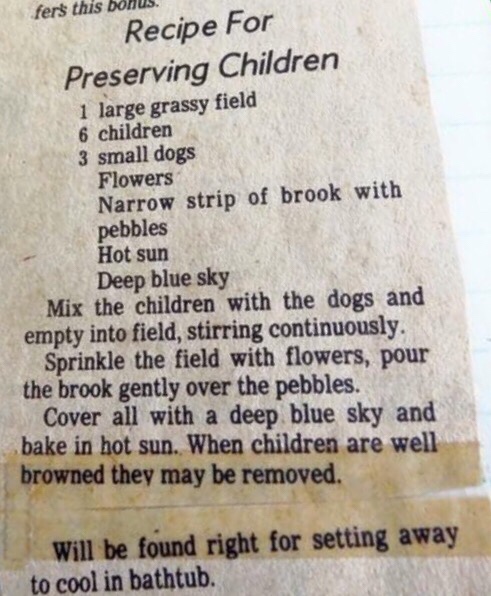 fers this bonus.
Recipe For
Preserving Children
1 large grassy field
6 children
3 small dogs
Flowers
Narrow strip of brook with
pebbles
Hot sun
Deep blue sky
Mix the children with the dogs and
empty into field, stirring continuously.
Sprinkle the field with flowers, pour
the brook gently over the pebbles.
Cover all with a deep blue sky and
bake in hot sun. When children are well
browned they may be removed.
Will be found right for setting away
to cool in bathtub.